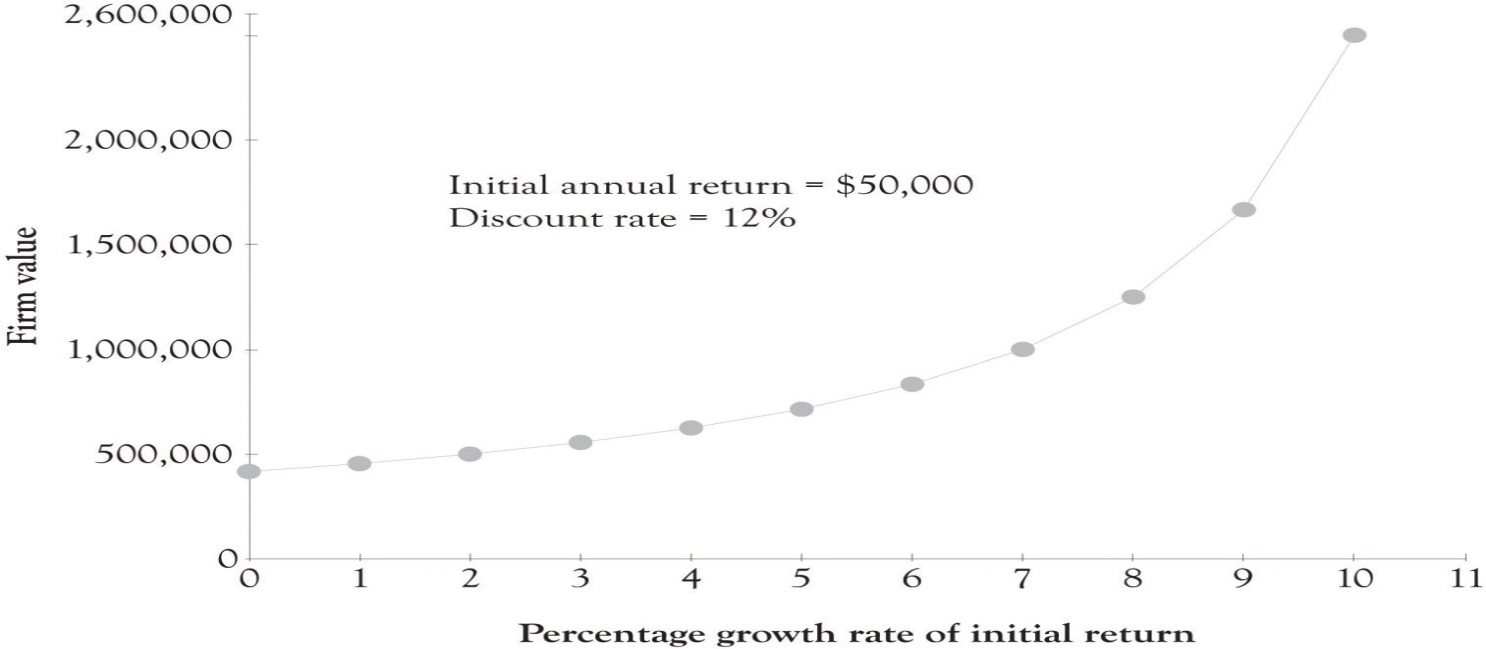 2,600,000
2,000,000
1,500,000
1,000,000
500,000
0
Firm value
Initial annual return = $50,000
Discount rate = 12%
0 1 2 3 4 5 6 7 8 9 10 11
Percentage growth rate of initial return